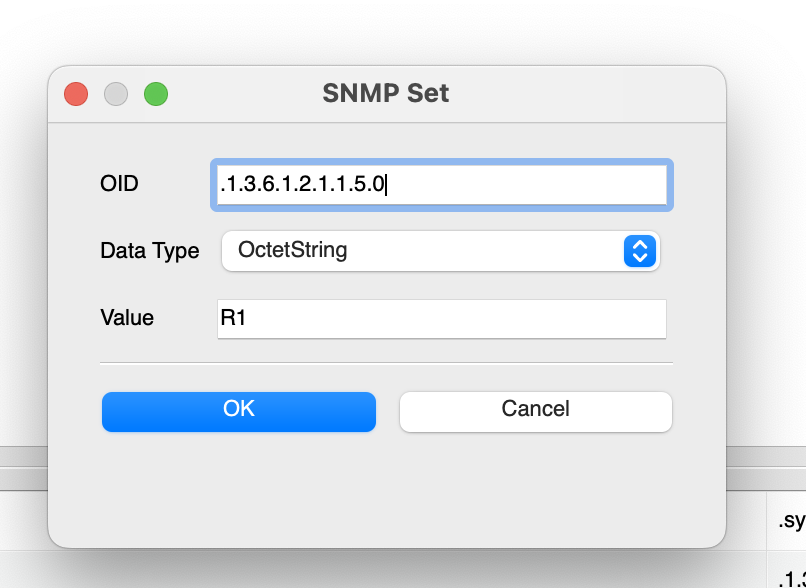 SNMP Set
OID .1.3.6.1.2.1.1.5.0
Data Type OctetString
Value R1
OK Cancel
.sy
.1.3